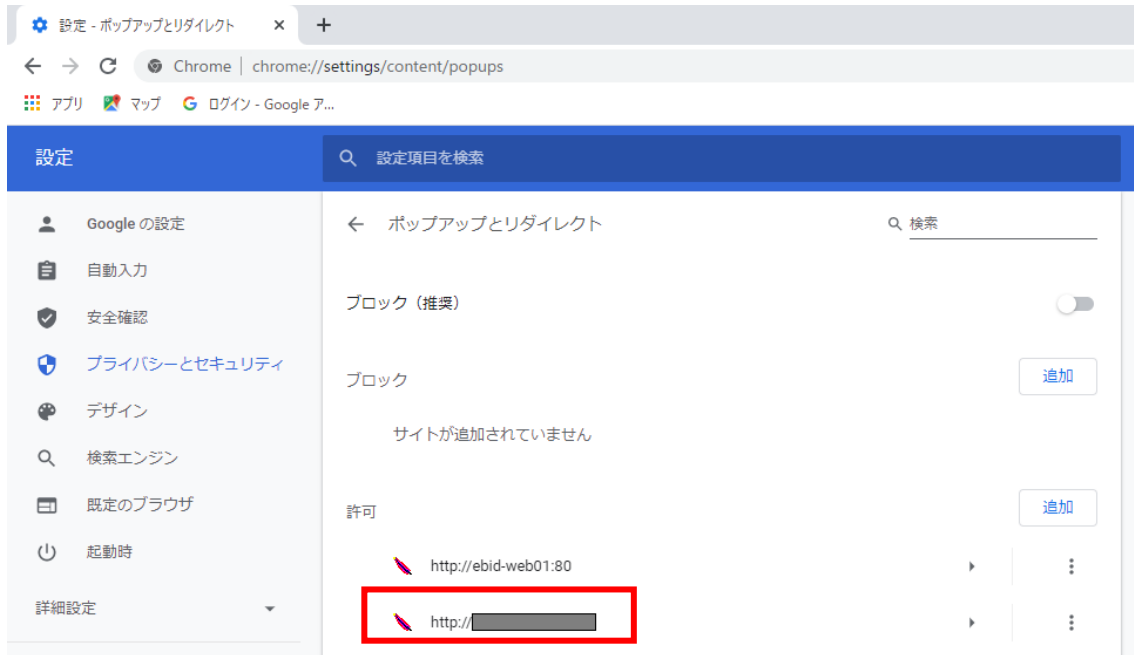 設定 - ポップアップとリダイレクト × +
Chrome | chrome://settings/content/popups
アプリ マップ G ログイン - Google ア...
設定 設定項目を検索
Google の設定
自動入力
安全確認
プライバシーとセキュリティ
デザイン
検索エンジン
既定のブラウザ
起動時
詳細設定
ポップアップとリダイレクト 検索
ブロック（推奨）
ブロック 追加
サイトが追加されていません
許可 追加
http://ebid-web01:80
http://